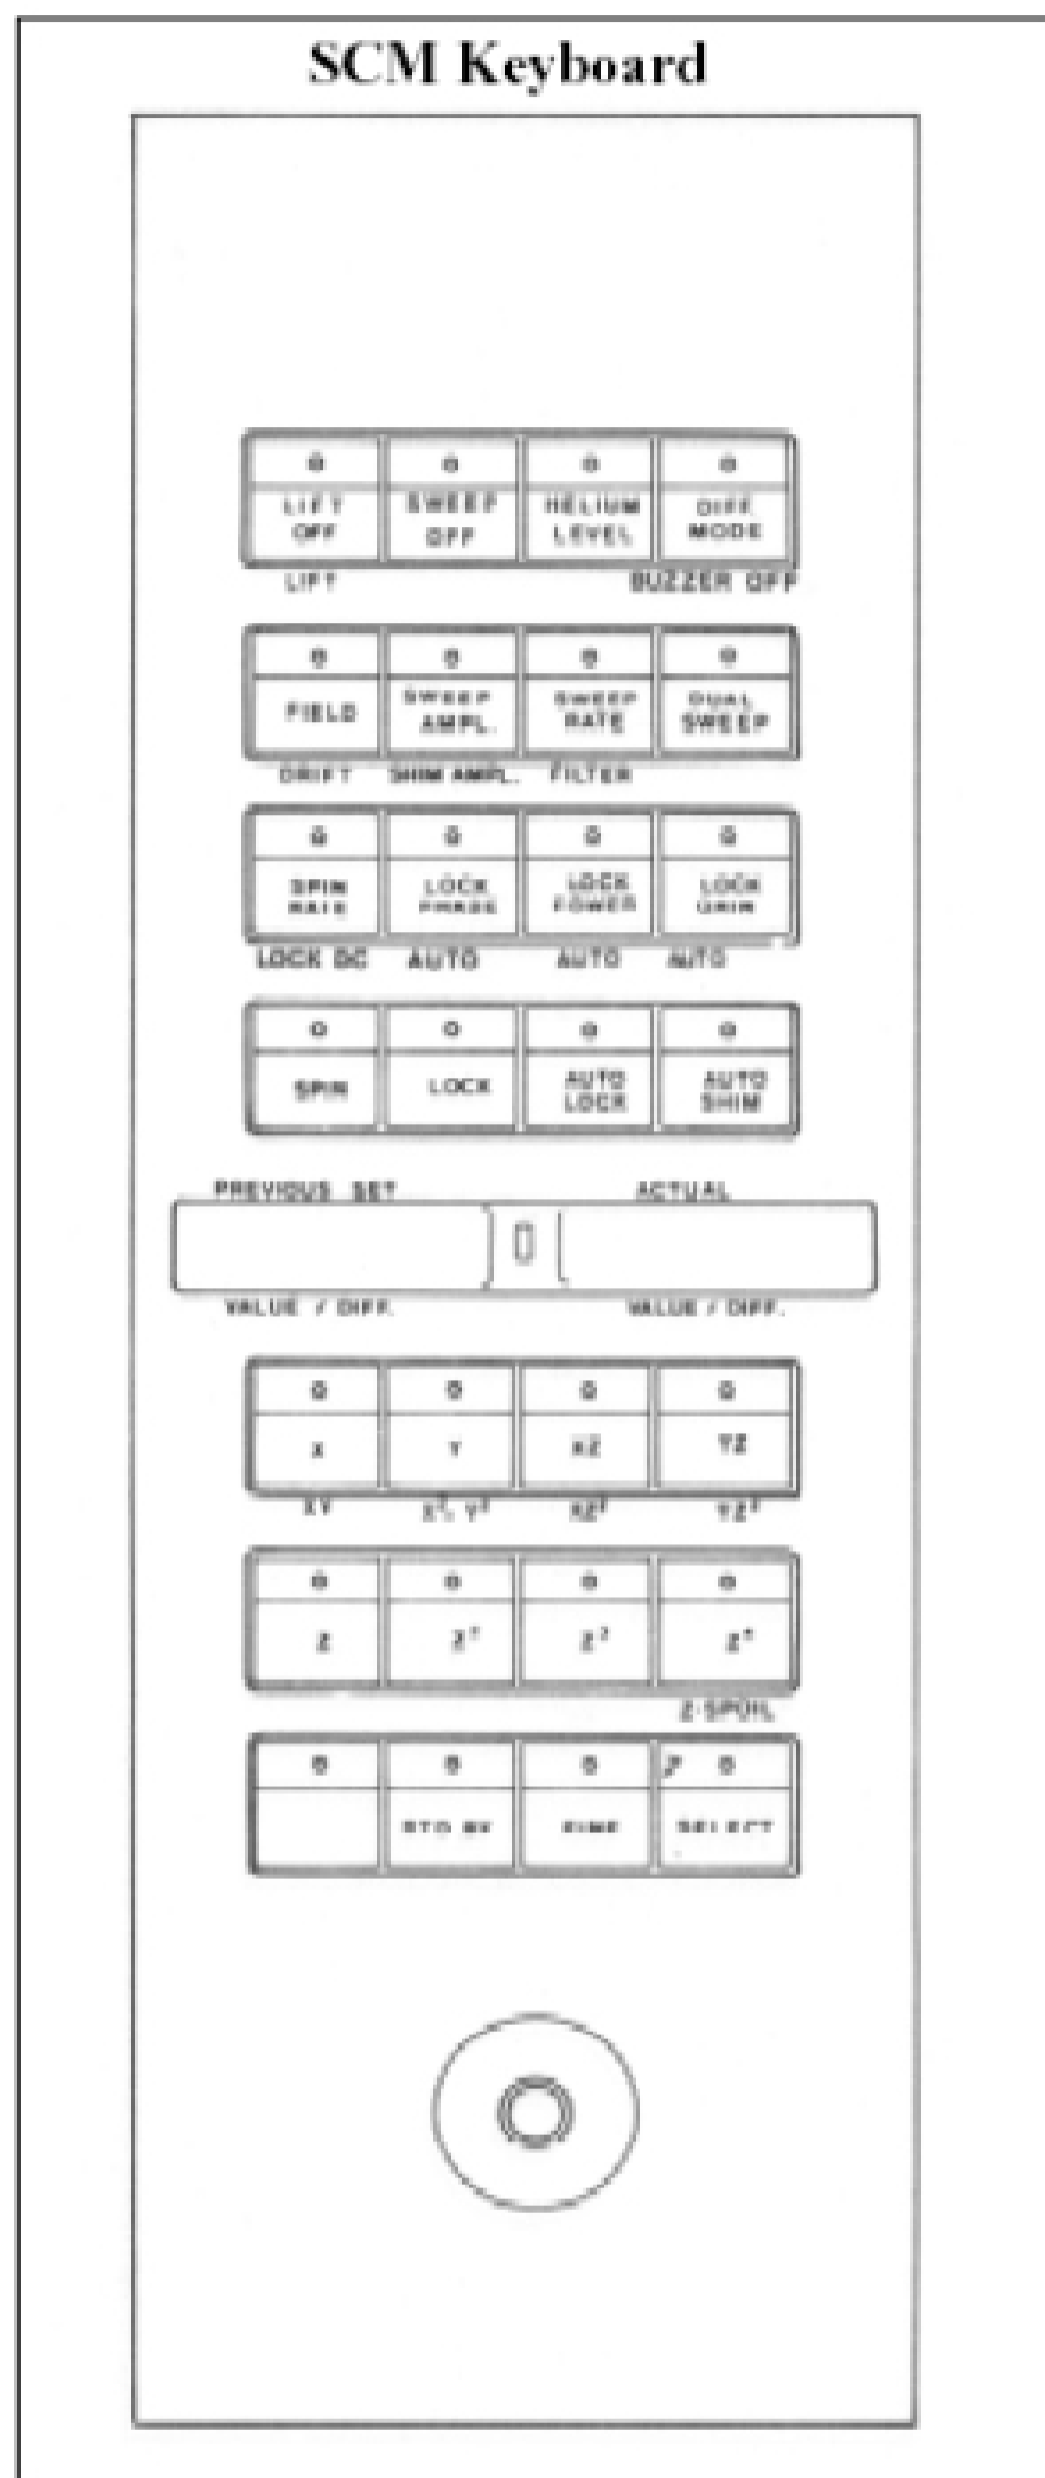 SCM Keyboard
LIFT SWEEP HELIUM DIFF.
OFF OFF LEVEL MODE
LIFT BUZZER OFF
FIELD SWEEP SWEEP DUAL
AMPL. RATE SWEEP
DRIFT SHIM AMPL. FILTER
SPIN LOCK LOCK LOCK
RATE PHASE POWER GAIN
LOCK DC AUTO AUTO AUTO
SPIN LOCK AUTO AUTO
LOCK SHIM
PREVIOUS SET ACTUAL
VALUE / DIFF. VALUE / DIFF.
X Y XZ YZ
XY XZ² YZ²
Z Z² Z³ Z⁴
Z-SPOIL
STD BY FINE SELECT